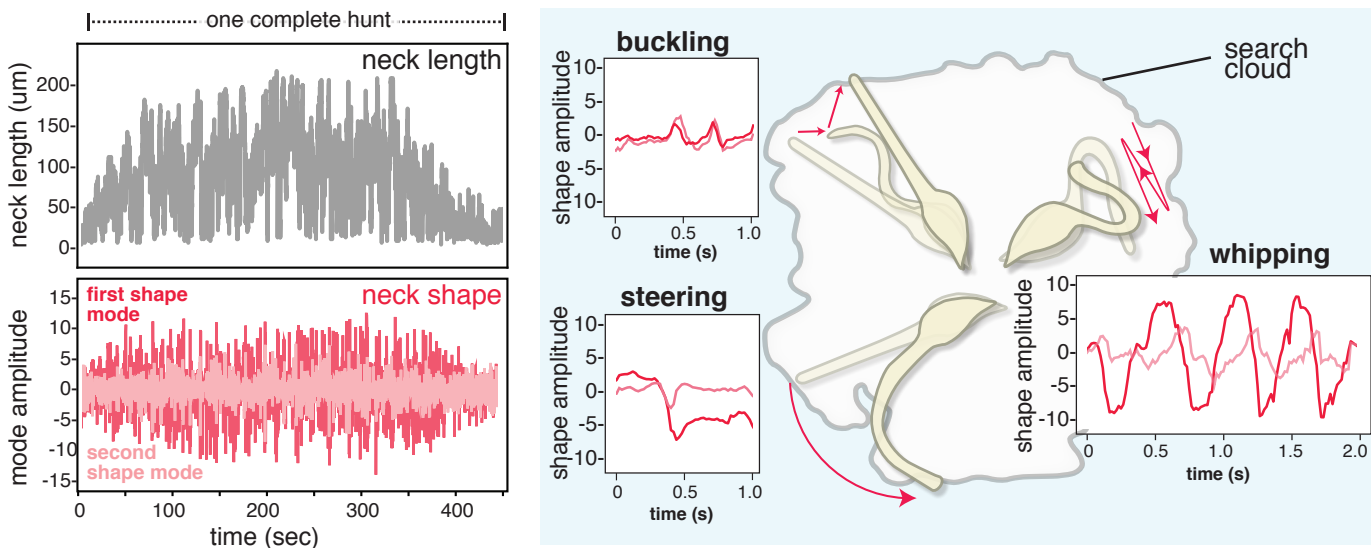 one complete hunt
neck length
neck length (um)
200
150
100
50
0
first shape
mode
neck shape
mode amplitude
15
10
5
0
-5
-10
-15
second
shape mode
0
100
200
300
400
time (sec)
buckling
shape amplitude
10
5
0
-5
10
0
0.5
1.0
time (s)
search
cloud
steering
shape amplitude
10
5
0
-5
10
0
0.5
1.0
time (s)
whipping
shape amplitude
10
5
0
-5
-10
0
0.5
1.0
1.5
2.0
time (s)